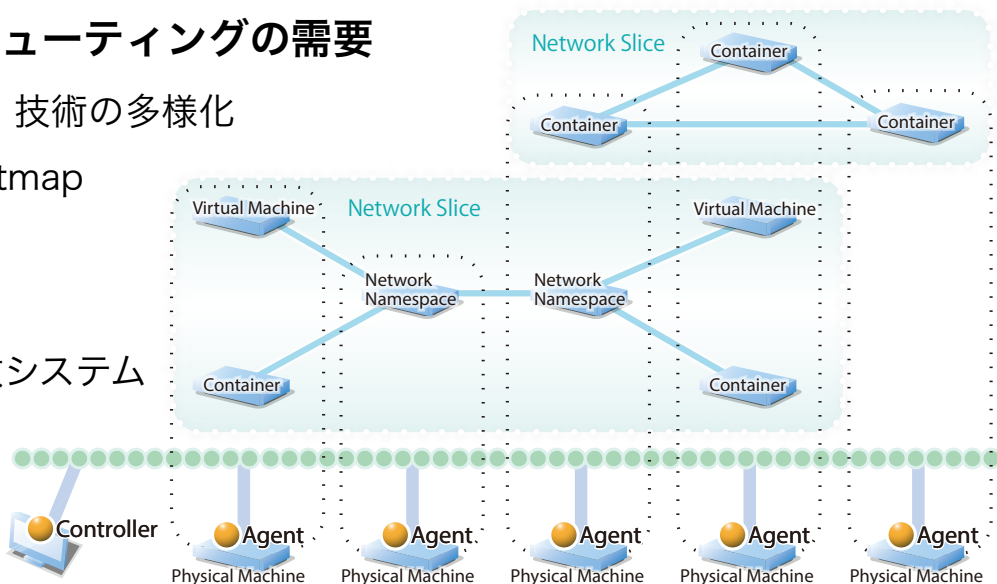 ューティングの需要
技術の多様化
tmap
システム
Network Slice
Container
Container
Container
Virtual Machine
Network Slice
Virtual Machine
Network
Namespace
Network
Namespace
Container
Container
Controller
Agent
Agent
Agent
Agent
Agent
Physical Machine
Physical Machine
Physical Machine
Physical Machine
Physical Machine